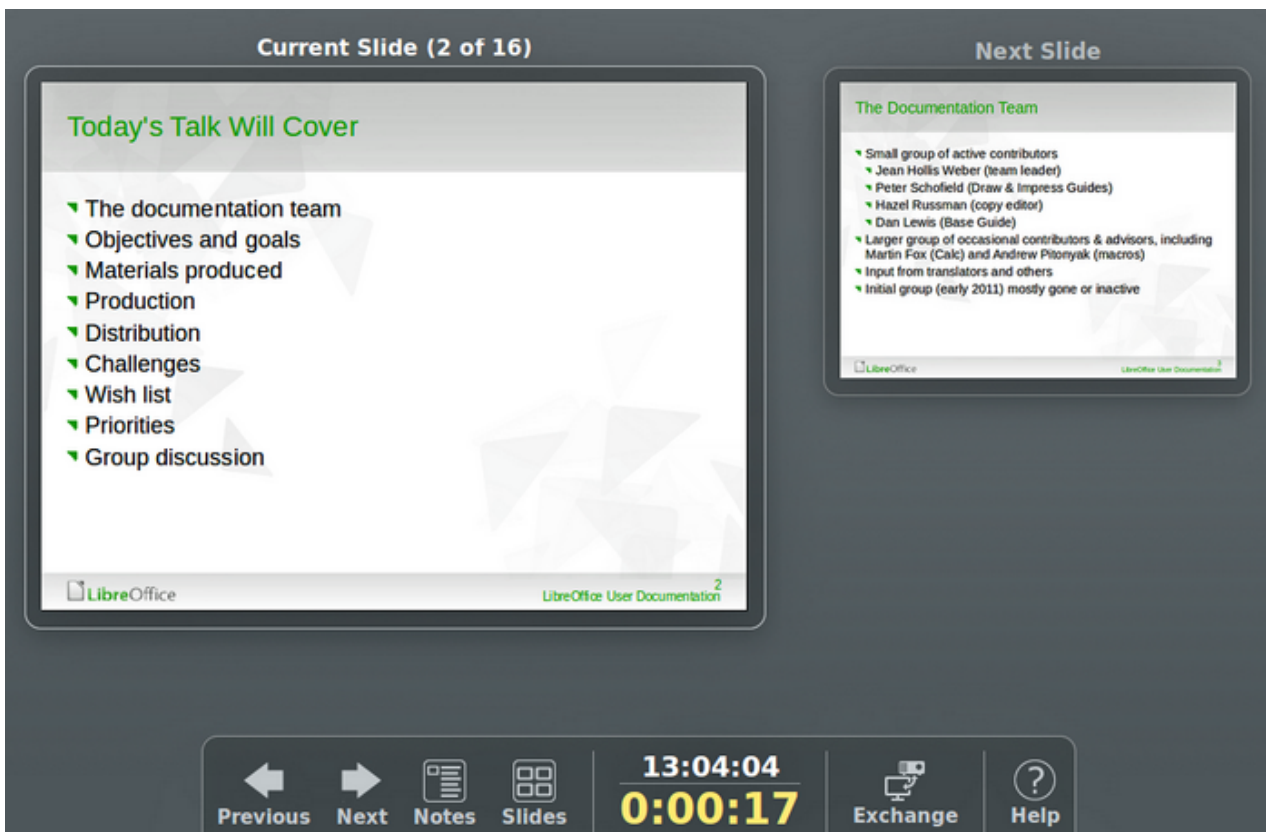 Current Slide (2 of 16)
Today's Talk Will Cover
The documentation team
Objectives and goals
Materials produced
Production
Distribution
Challenges
Wish list
Priorities
Group discussion
LibreOffice
2
LibreOffice User Documentation
Next Slide
The Documentation Team
Small group of active contributors
Jean Hollis Weber (team leader)
Peter Schofield (Draw & Impress Guides)
Hazel Russman (copy editor)
Dan Lewis (Base Guide)
Larger group of occasional contributors & advisors, including
Martin Fox (Calc) and Andrew Pitonyak (macros)
Input from translators and others
Initial group (early 2011) mostly gone or inactive
LibreOffice
3
LibreOffice User Documentation
Previous
Next
Notes
Slides
13:04:04
0:00:17
Exchange
?
Help